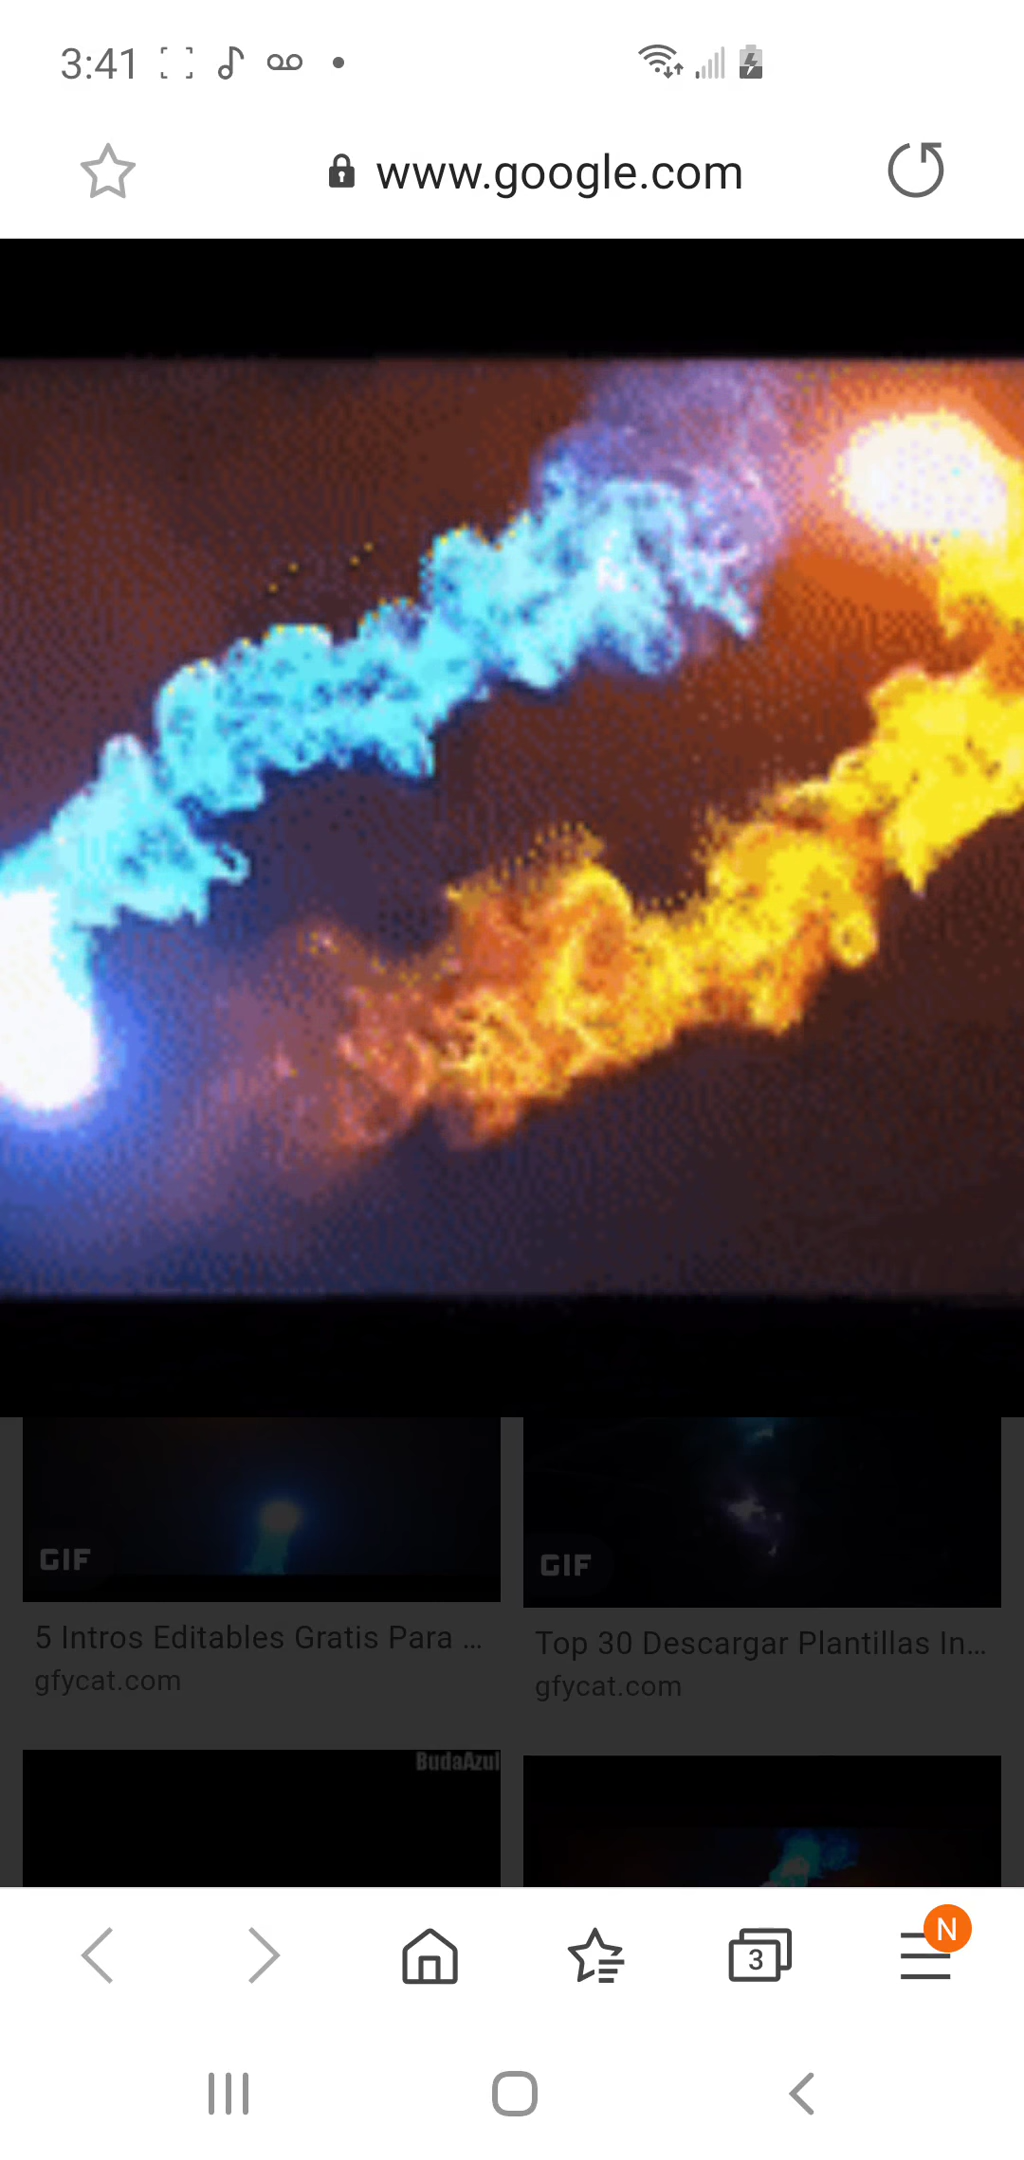 3:41
www.google.com
GIF
GIF
5 Intros Editables Gratis Para ...
gfycat.com
Top 30 Descargar Plantillas In...
gfycat.com
BudaAzul
3
N